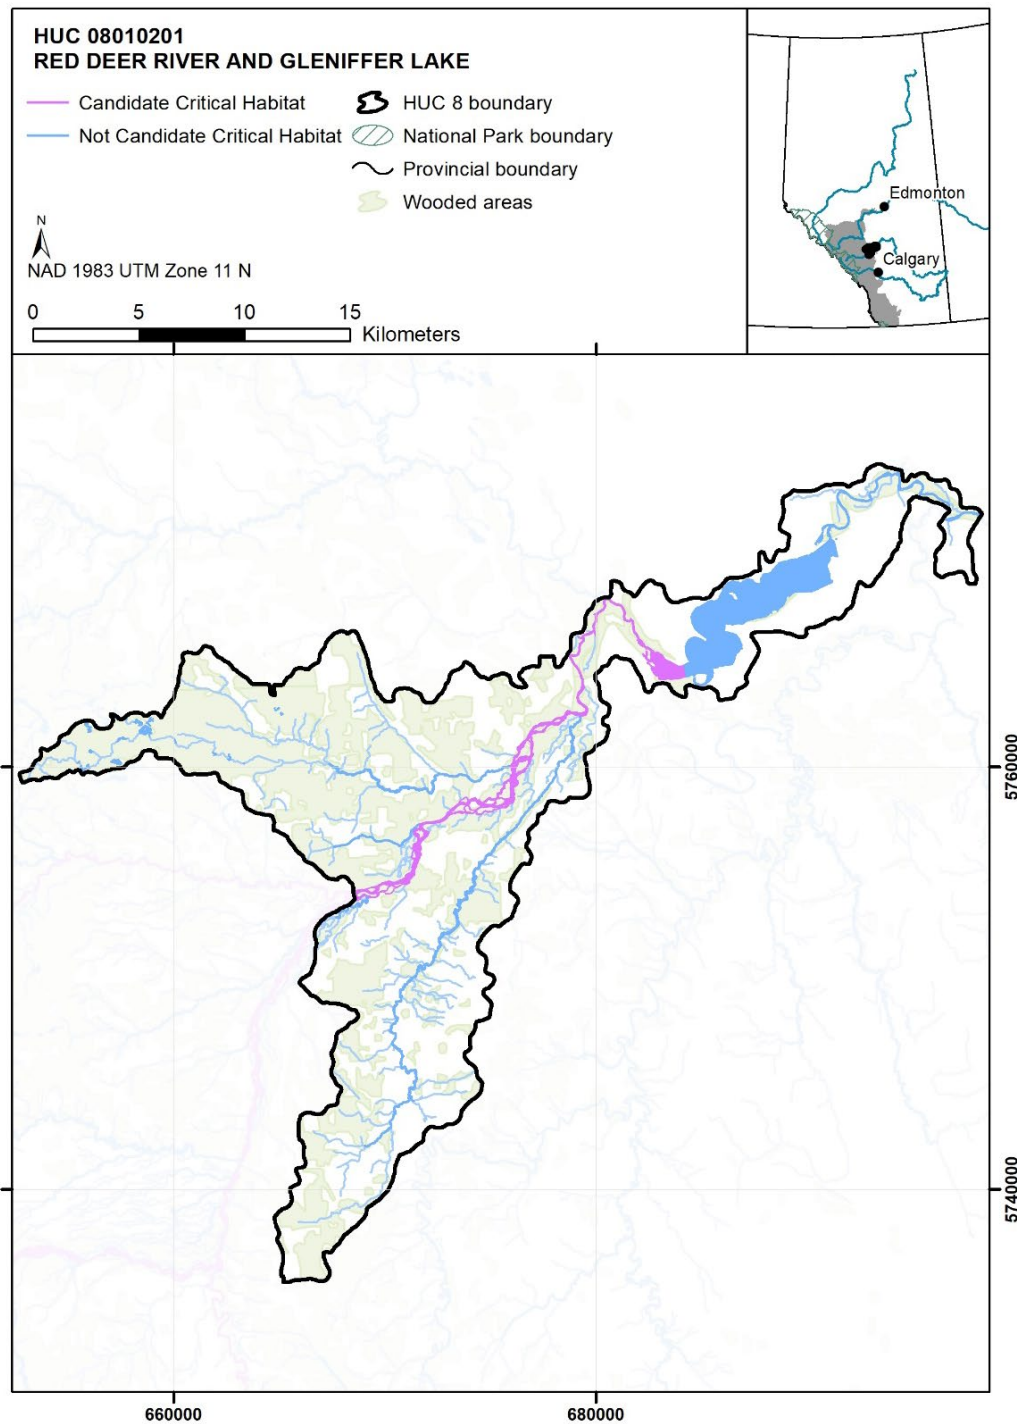 HUC 08010201
RED DEER RIVER AND GLENIFFER LAKE
Candidate Critical Habitat
Not Candidate Critical Habitat
HUC 8 boundary
National Park boundary
Provincial boundary
Wooded areas
N
NAD 1983 UTM Zone 11 N
0 5 10 15
Kilometers
Edmonton
Calgary
5760000
5740000
660000 680000